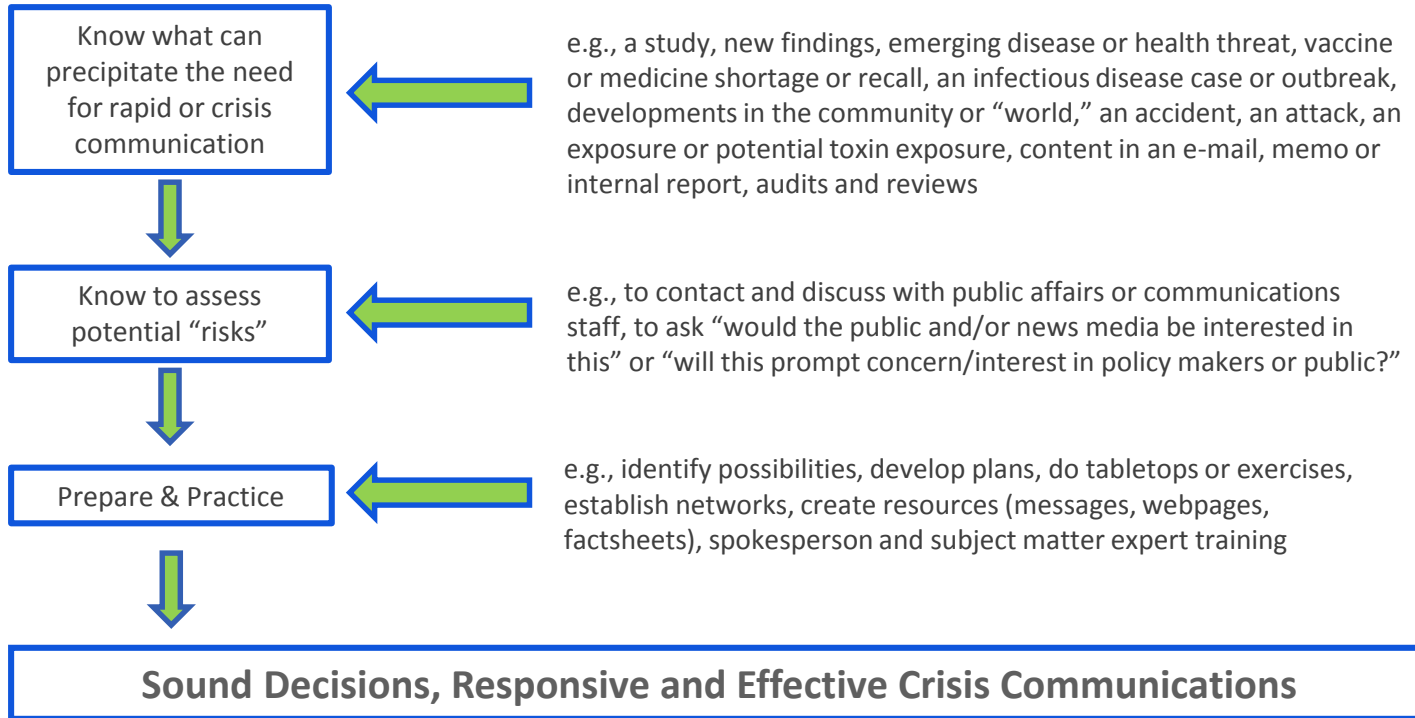 Know what can
precipitate the need
for rapid or crisis
communication
e.g., a study, new findings, emerging disease or health threat, vaccine
or medicine shortage or recall, an infectious disease case or outbreak,
developments in the community or “world,” an accident, an attack, an
exposure or potential toxin exposure, content in an e-mail, memo or
internal report, audits and reviews
Know to assess
potential “risks”
e.g., to contact and discuss with public affairs or communications
staff, to ask “would the public and/or news media be interested in
this” or “will this prompt concern/interest in policy makers or public?”
Prepare & Practice
e.g., identify possibilities, develop plans, do tabletops or exercises,
establish networks, create resources (messages, webpages,
factsheets), spokesperson and subject matter expert training
Sound Decisions, Responsive and Effective Crisis Communications